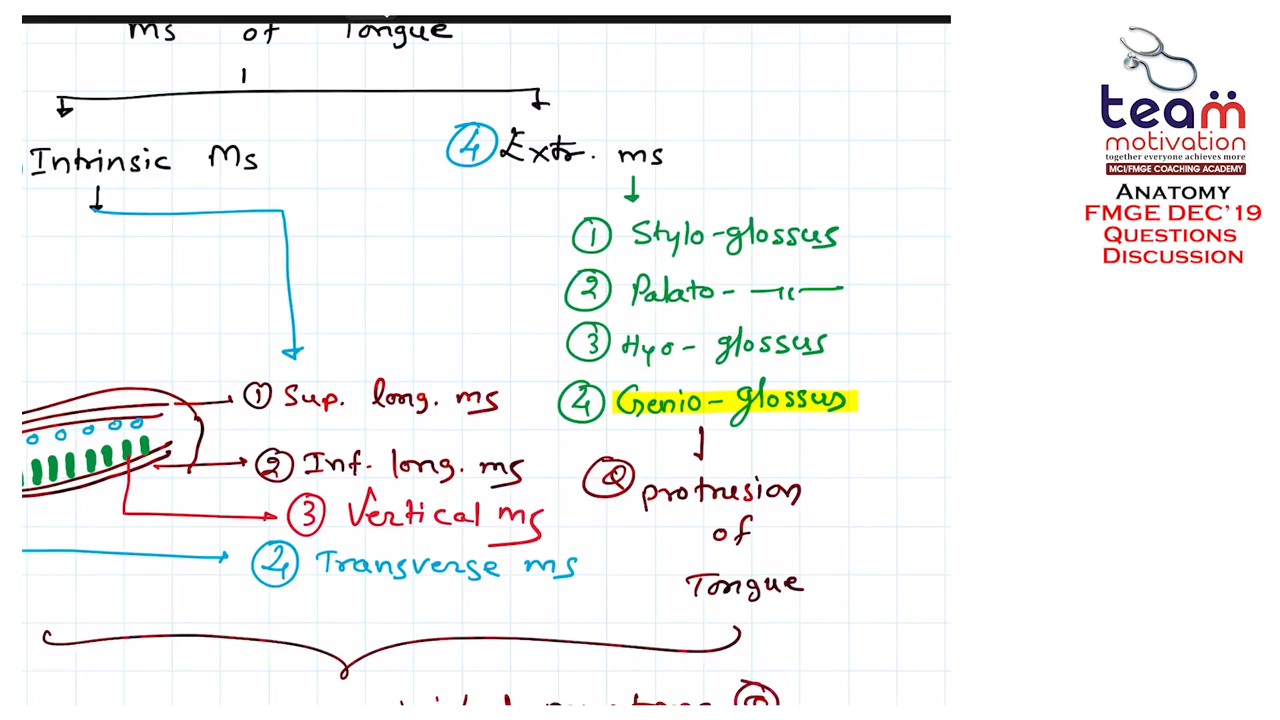 Ms of Tongue
Intrinsic Ms
④ Extr. ms
① Stylo-glossus
② Palato- —〃—
③ Hyo- glossus
④ Genio-glossus
① Sup. long. ms
② Inf. long. ms
③ Vertical ms
④ Transverse ms
protrusion
of
Tongue
team
motivation
together everyone achieves more
MCI/FMGE COACHING ACADEMY
ANATOMY
FMGE DEC'19
QUESTIONS
DISCUSSION